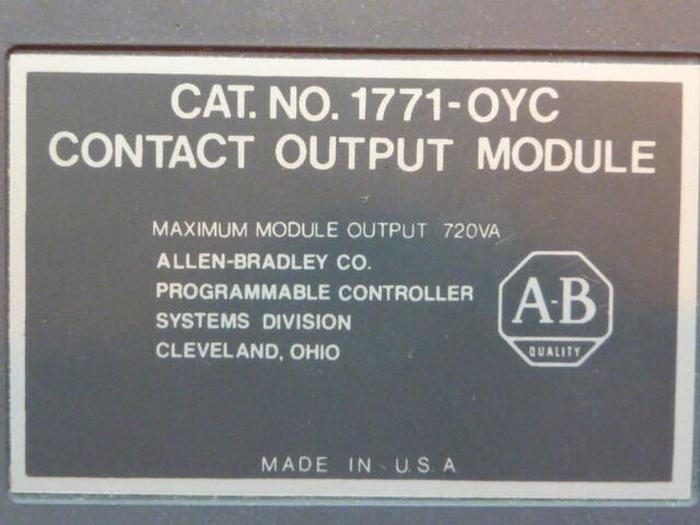 CAT. NO. 1771-OYC
CONTACT OUTPUT MODULE
MAXIMUM MODULE OUTPUT 720VA
ALLEN-BRADLEY CO.
PROGRAMMABLE CONTROLLER
SYSTEMS DIVISION
CLEVELAND, OHIO
A-B
QUALITY
MADE IN U.S.A